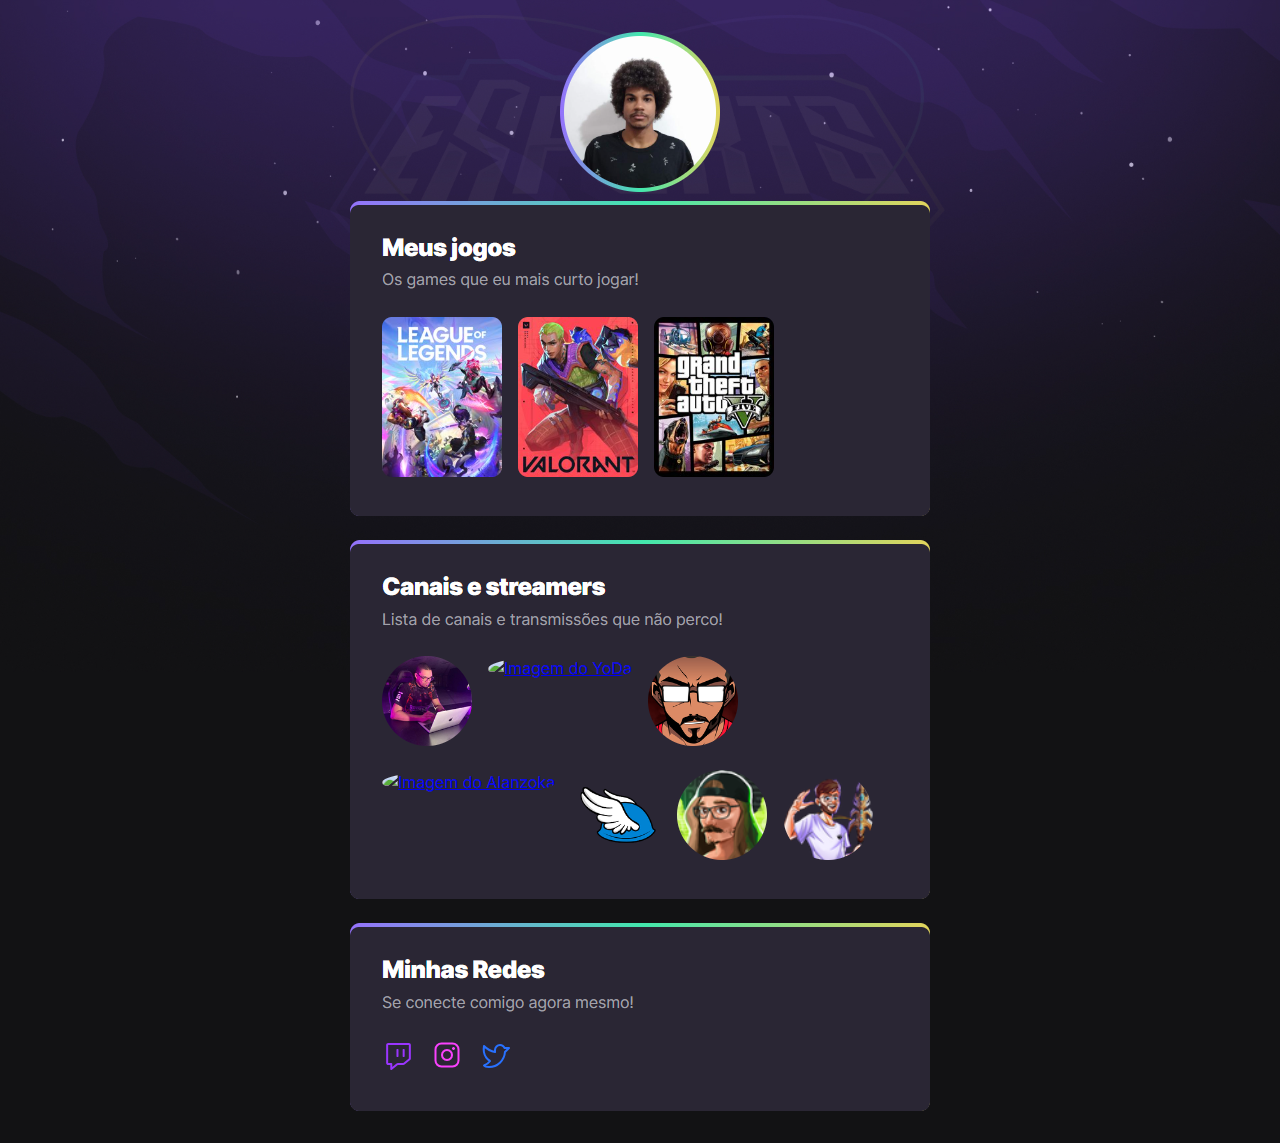 ESPORTS
Meus jogos
Os games que eu mais curto jogar!
LEAGUE OF
LEGENDS
VALORANT
grand
theft
auto
V
FIVE
Canais e streamers
Lista de canais e transmissões que não perco!
Imagem do YoDa
Imagem do Alanzoka
Minhas Redes
Se conecte comigo agora mesmo!